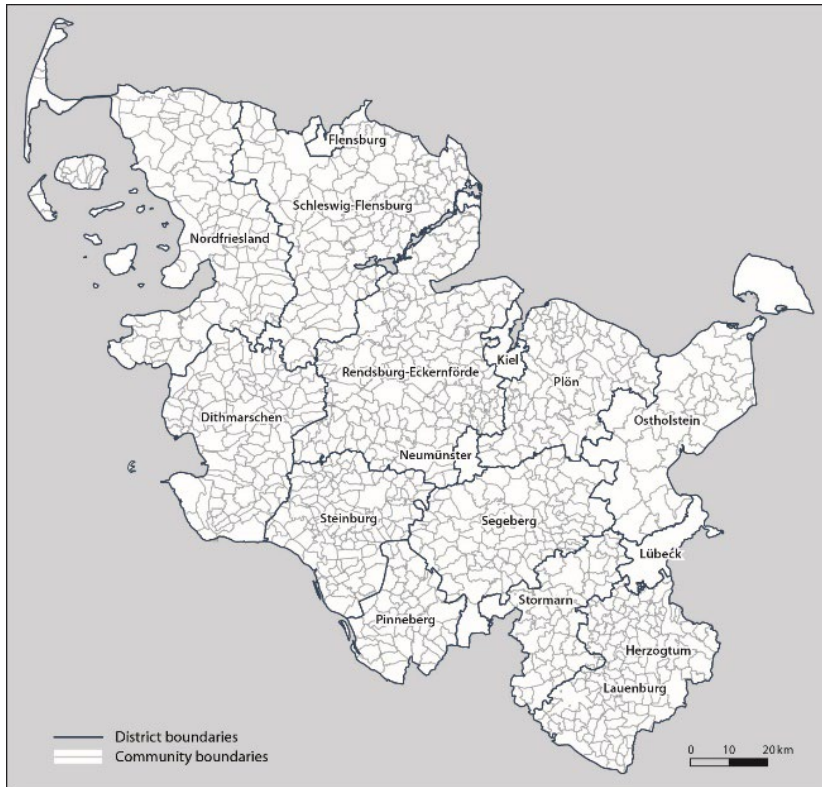 Flensburg
Schleswig-Flensburg
Nordfriesland
Kiel
Rendsburg-Eckernförde
Plön
Dithmarschen
Ostholstein
Neumünster
Steinburg
Segeberg
Lübeck
Stormarn
Pinneberg
Herzogtum
Lauenburg
District boundaries
Community boundaries
0 10 20 km